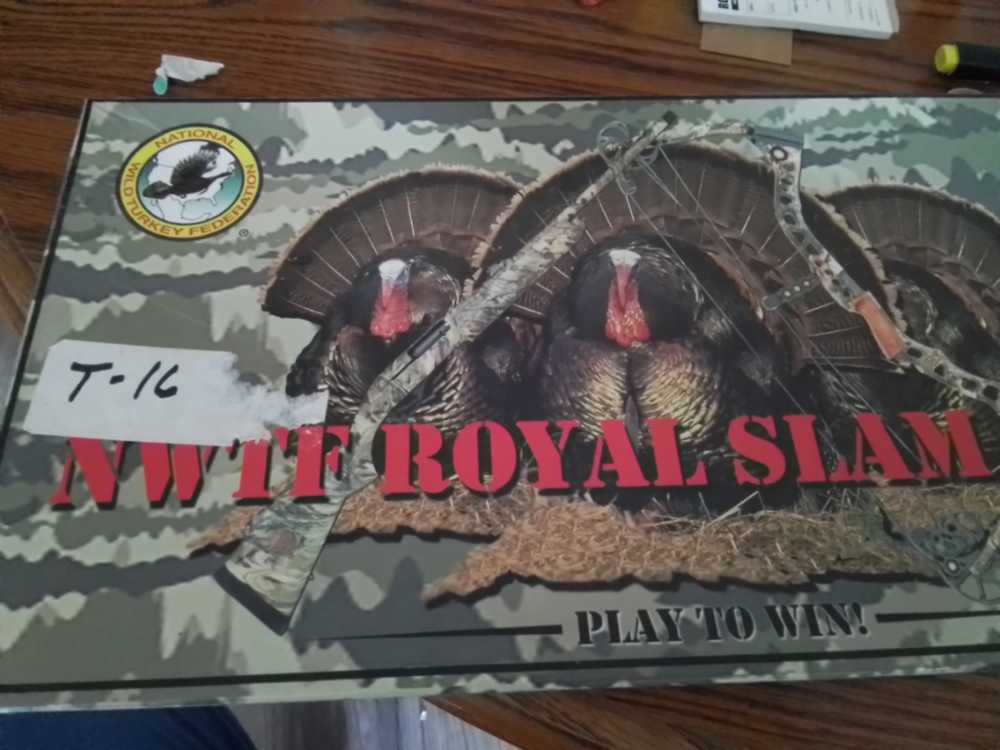 NATIONAL
WILD TURKEY FEDERATION
®
T-16
NWTF ROYAL SLAM
PLAY TO WIN!